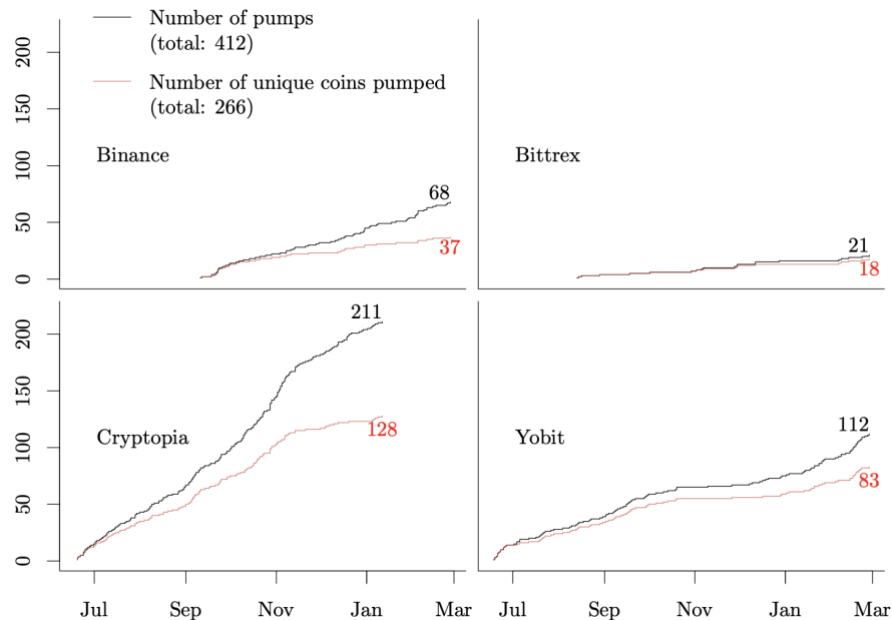 Number of pumps
(total: 412)
Number of unique coins pumped
(total: 266)
200
150
100
50
0
Binance
68
37
Bittrex
21
18
200
150
100
50
0
Cryptopia
211
128
Yobit
112
83
Jul Sep Nov Jan Mar
Jul Sep Nov Jan Mar